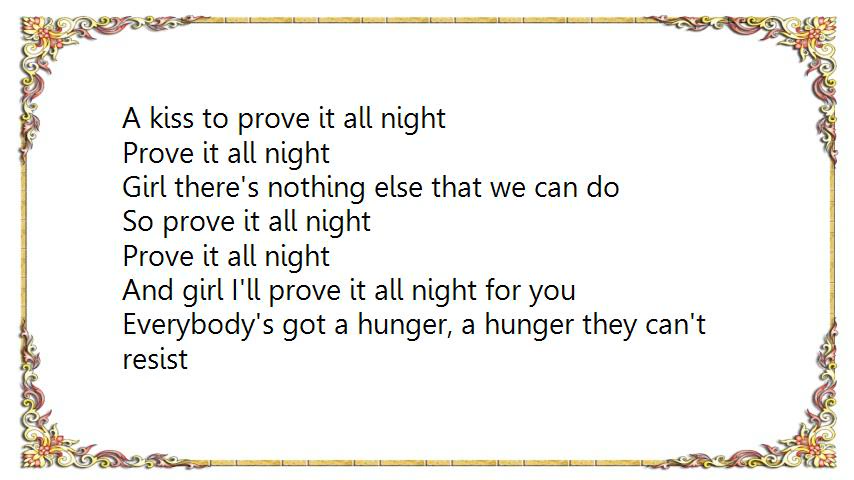 A kiss to prove it all night
Prove it all night
Girl there's nothing else that we can do
So prove it all night
Prove it all night
And girl I'll prove it all night for you
Everybody's got a hunger, a hunger they can't
resist